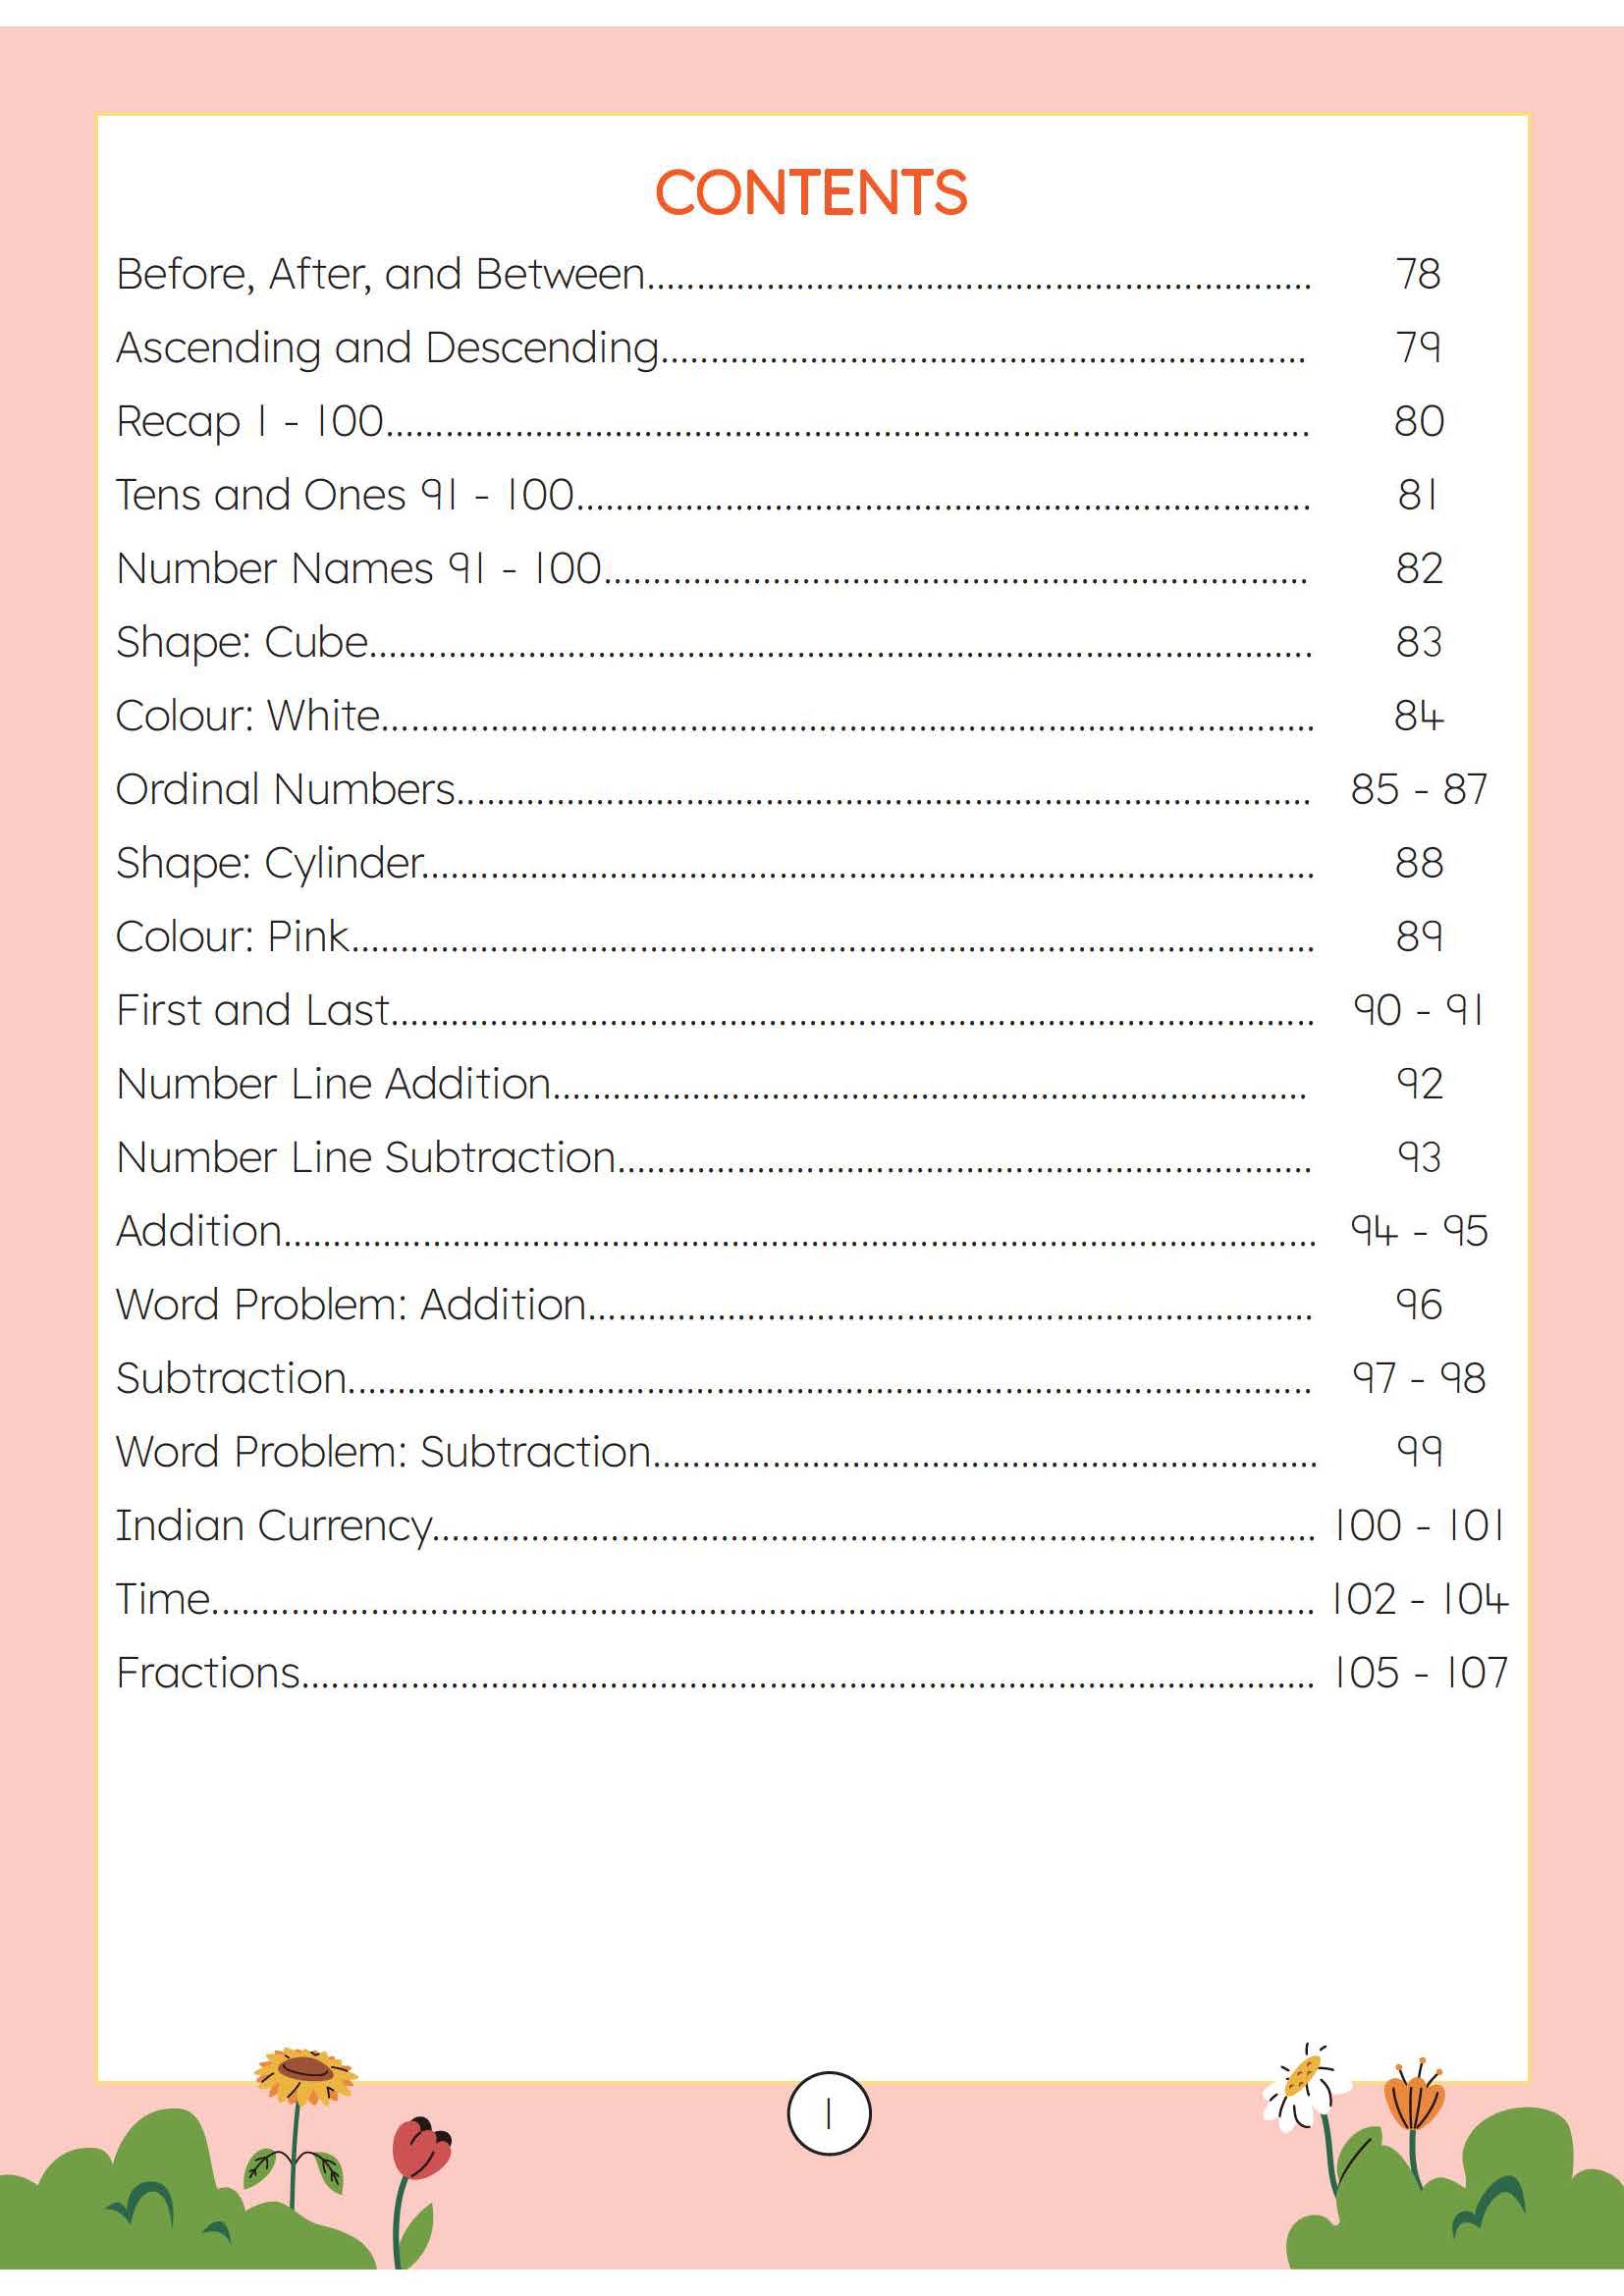 CONTENTS
Before, After, and Between.................................................................... 78
Ascending and Descending.................................................................. 79
Recap 1 - 100.............................................................................................. 80
Tens and Ones 91 - 100........................................................................... 81
Number Names 91 - 100........................................................................ 82
Shape: Cube................................................................................................ 83
Colour: White............................................................................................... 84
Ordinal Numbers....................................................................................... 85 - 87
Shape: Cylinder........................................................................................... 88
Colour: Pink.................................................................................................. 89
First and Last.............................................................................................. 90 - 91
Number Line Addition............................................................................. 92
Number Line Subtraction....................................................................... 93
Addition......................................................................................................... 94 - 95
Word Problem: Addition.......................................................................... 96
Subtraction.................................................................................................. 97 - 98
Word Problem: Subtraction.................................................................... 99
Indian Currency.......................................................................................... 100 - 101
Time................................................................................................................ 102 - 104
Fractions....................................................................................................... 105 - 107
1